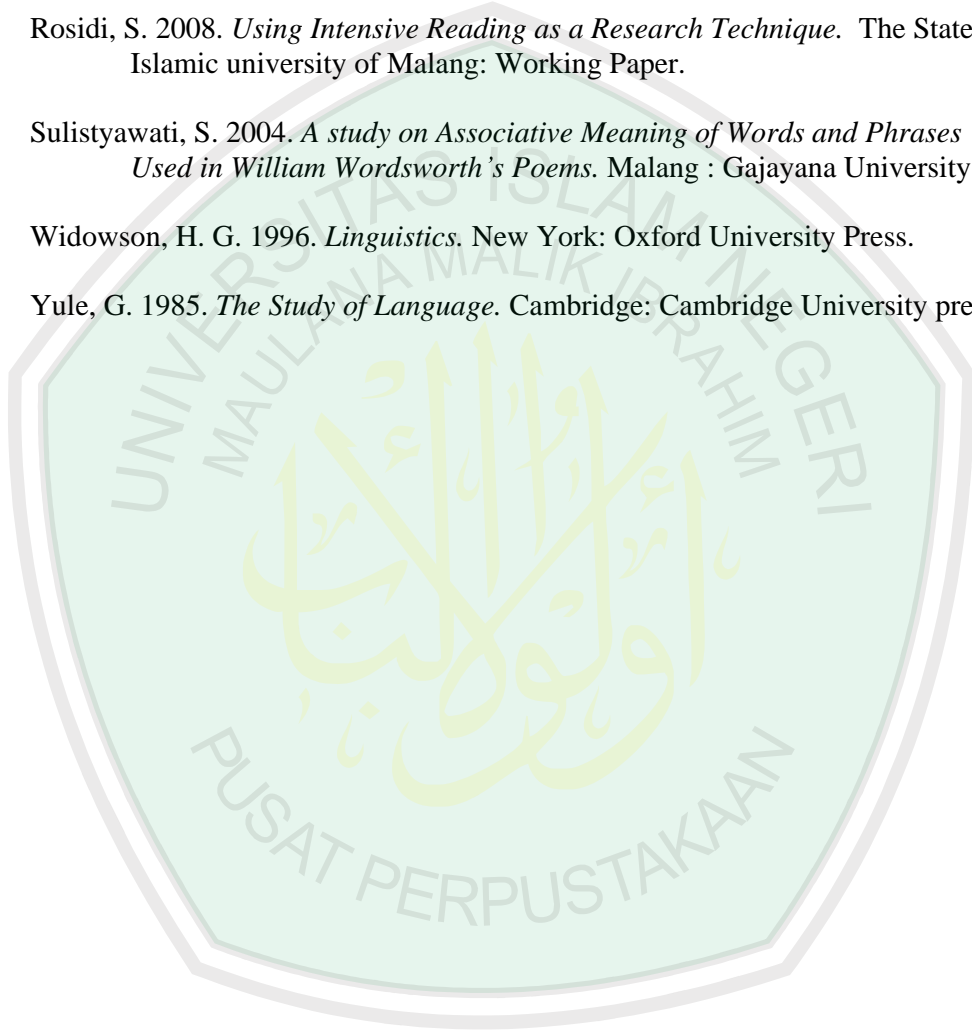 Rosidi, S. 2008. Using Intensive Reading as a Research Technique. The State
Islamic university of Malang: Working Paper.
Sulistyawati, S. 2004. A study on Associative Meaning of Words and Phrases
Used in William Wordsworth’s Poems. Malang : Gajayana University
Widowson, H. G. 1996. Linguistics. New York: Oxford University Press.
Yule, G. 1985. The Study of Language. Cambridge: Cambridge University pre
UNIVERSITAS ISLAM NEGERI
MAULANA MALIK IBRAHIM
PUSAT PERPUSTAKAAN